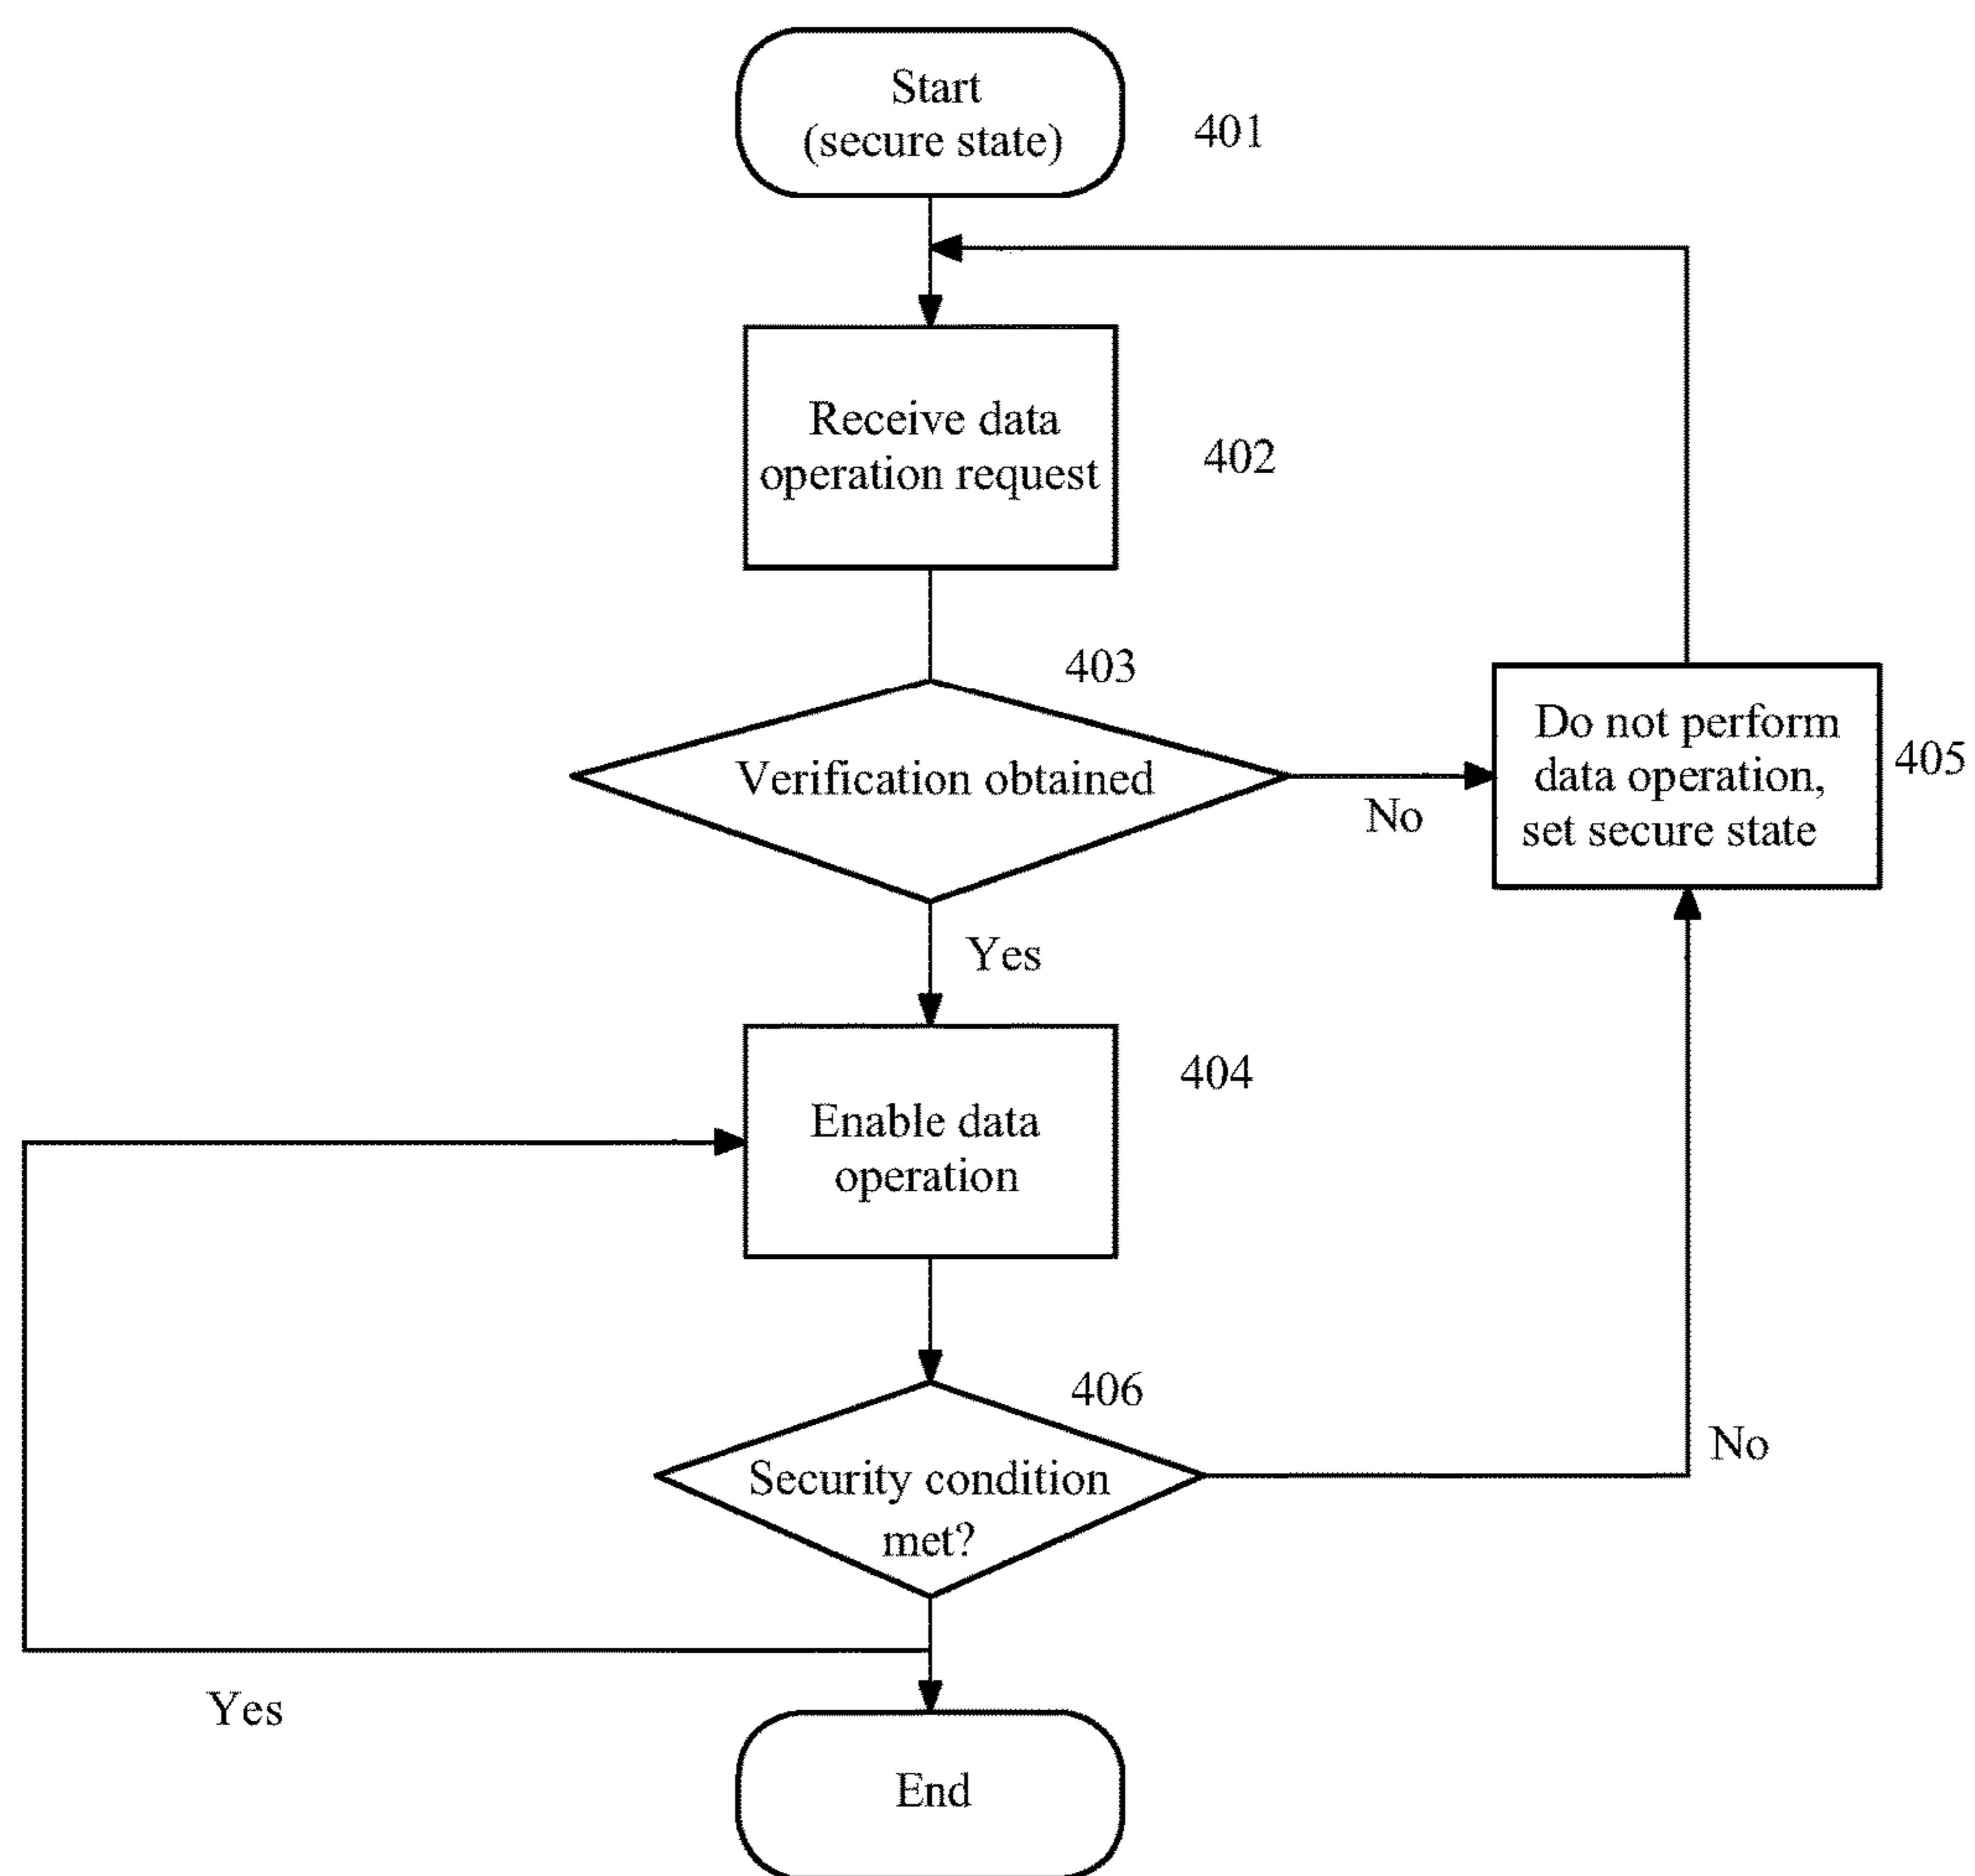 Start
(secure state)
401
Receive data
operation request
402
403
Verification obtained
No
Do not perform
data operation,
set secure state
405
Yes
404
Enable data
operation
406
Security condition
met?
No
Yes
End